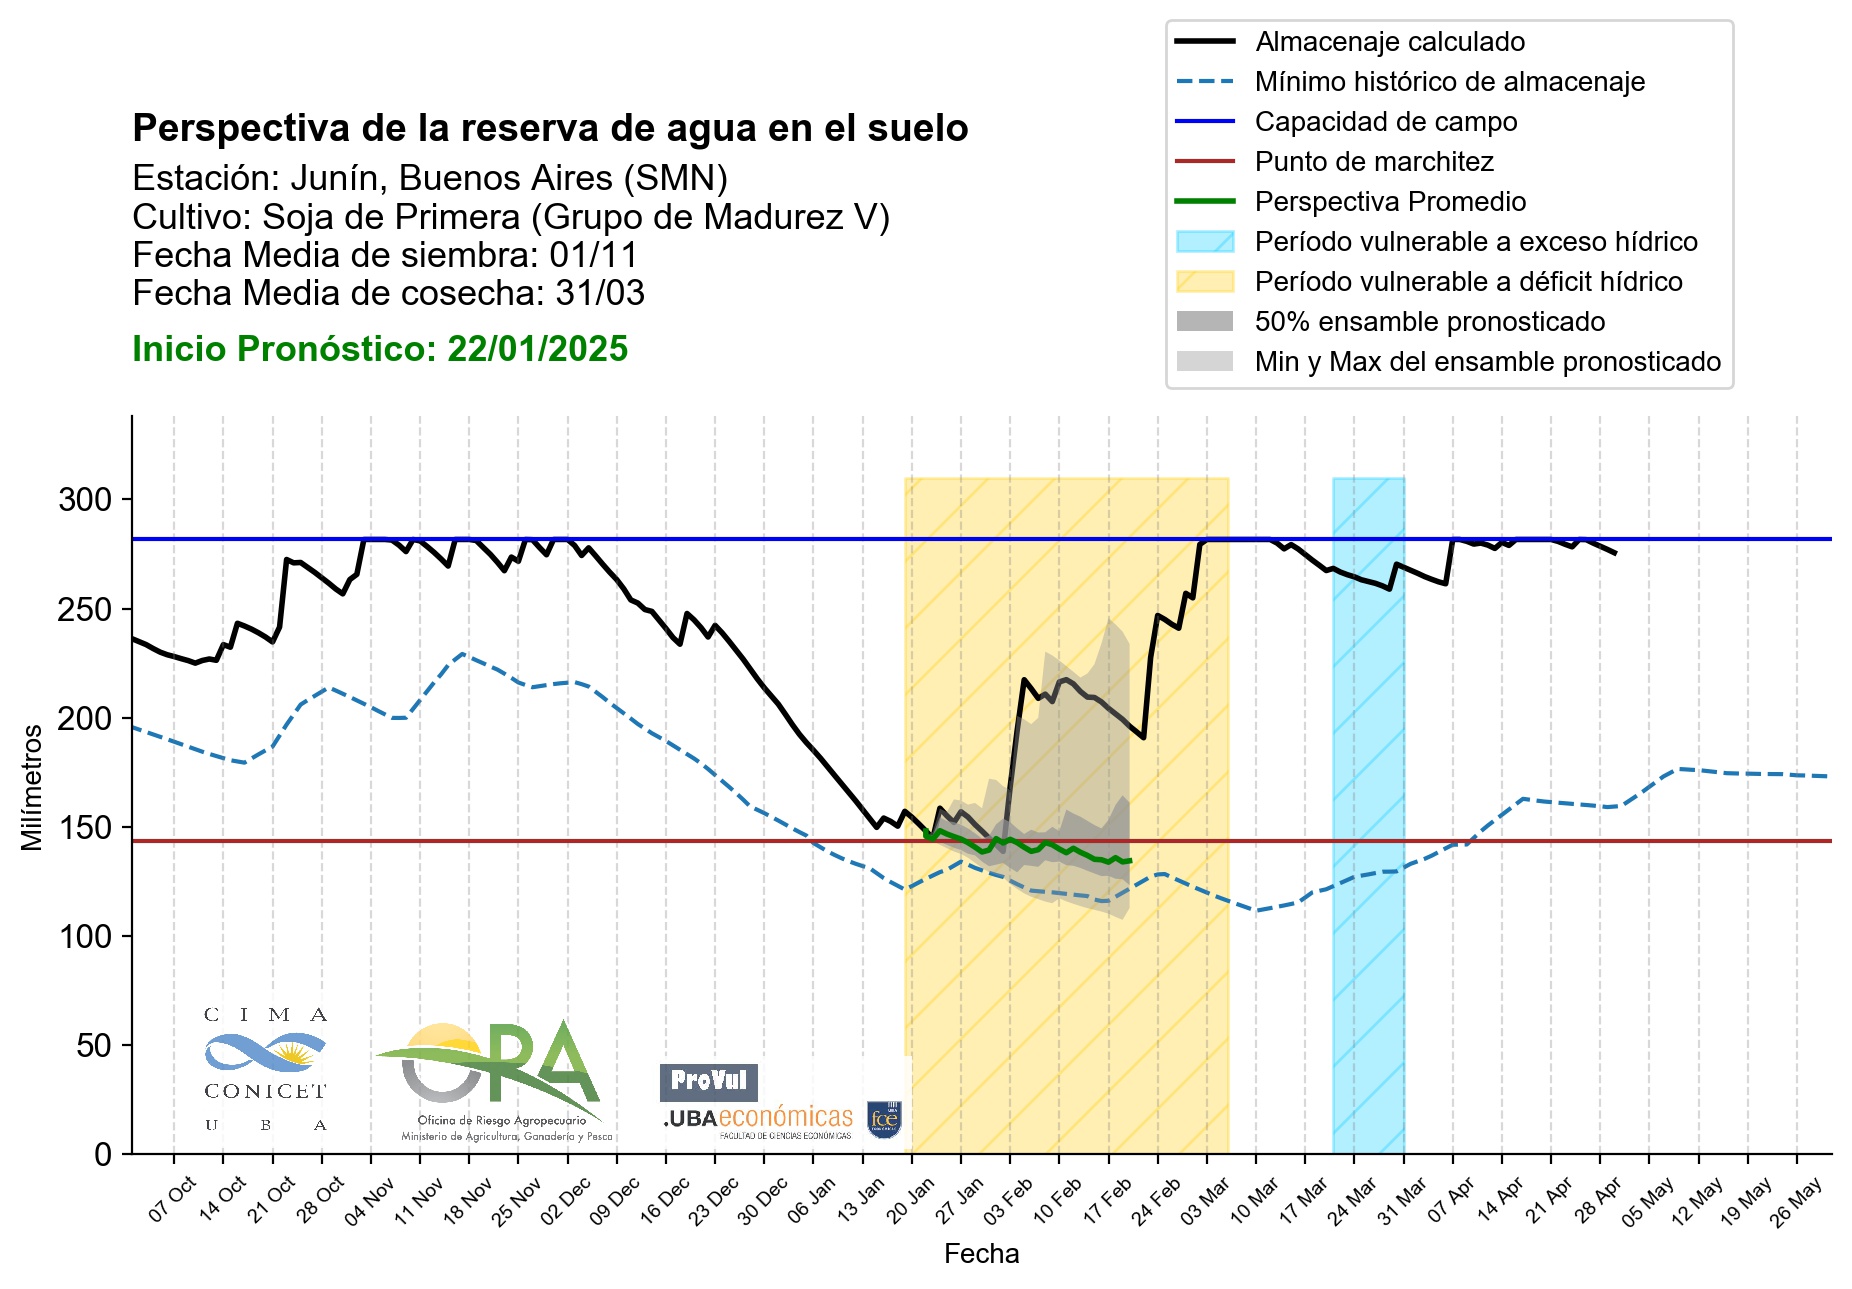 Almacenaje calculado
Mínimo histórico de almacenaje
Capacidad de campo
Punto de marchitez
Perspectiva Promedio
Período vulnerable a exceso hídrico
Período vulnerable a déficit hídrico
50% ensamble pronosticado
Min y Max del ensamble pronosticado
Perspectiva de la reserva de agua en el suelo
Estación: Junín, Buenos Aires (SMN)
Cultivo: Soja de Primera (Grupo de Madurez V)
Fecha Media de siembra: 01/11
Fecha Media de cosecha: 31/03
Inicio Pronóstico: 22/01/2025
Milímetros
300
250
200
150
100
50
0
CIMA
CONICET
UBA
ORA
Oficina de Riesgo Agropecuario
Ministerio de Agricultura, Ganadería y Pesca
ProVul
.UBAeconómicas
FACULTAD DE CIENCIAS ECONÓMICAS
fce
07 Oct
14 Oct
21 Oct
28 Oct
04 Nov
11 Nov
18 Nov
25 Nov
02 Dec
09 Dec
16 Dec
23 Dec
30 Dec
06 Jan
13 Jan
20 Jan
27 Jan
03 Feb
10 Feb
17 Feb
24 Feb
03 Mar
10 Mar
17 Mar
24 Mar
31 Mar
07 Apr
14 Apr
21 Apr
28 Apr
05 May
12 May
19 May
26 May
Fecha